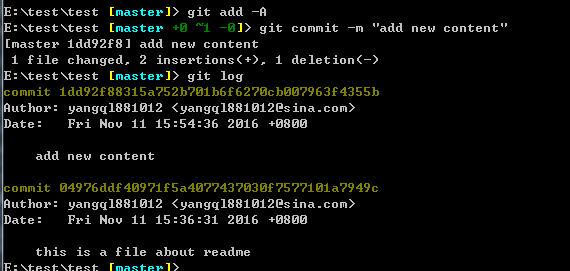 E:\test\test [master]> git add -A
E:\test\test [master +0 ~1 -0]> git commit -m "add new content"
[master 1dd92f8] add new content
 1 file changed, 2 insertions(+), 1 deletion(-)
E:\test\test [master]> git log
commit 1dd92f88315a752b701b6f6270cb007963f4355b
Author: yangql881012 <yangql881012@sina.com>
Date:   Fri Nov 11 15:54:36 2016 +0800

    add new content

commit 04976ddf40971f5a4077437030f7577101a7949c
Author: yangql881012 <yangql881012@sina.com>
Date:   Fri Nov 11 15:36:31 2016 +0800

    this is a file about readme
E:\test\test [master]>